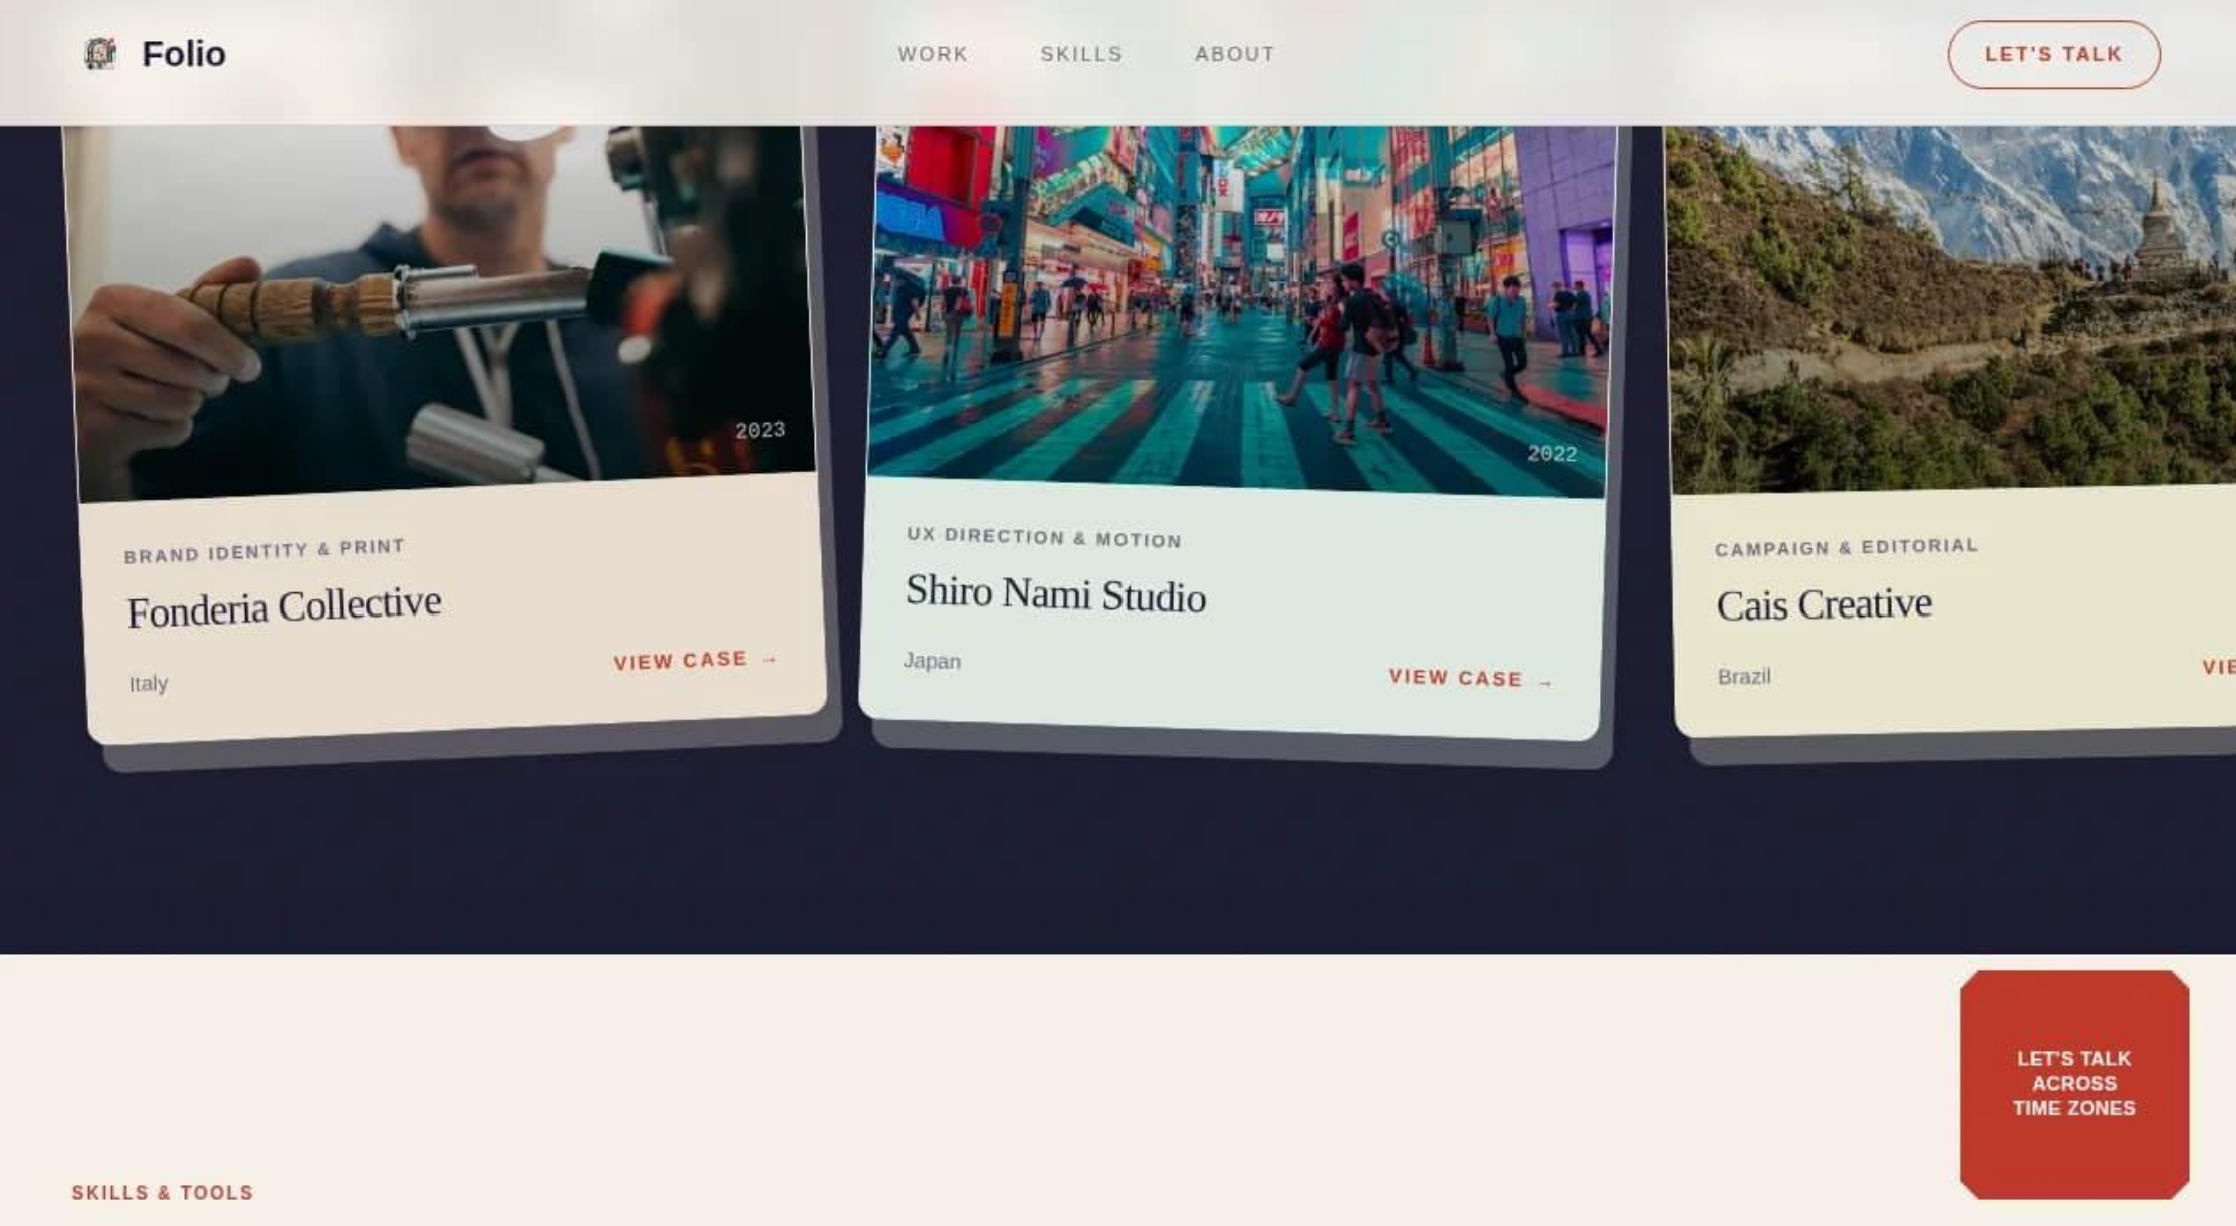 Folio
WORK
SKILLS
ABOUT
LET'S TALK
2023
BRAND IDENTITY & PRINT
Fonderia Collective
Italy
VIEW CASE →
2022
UX DIRECTION & MOTION
Shiro Nami Studio
Japan
VIEW CASE →
CAMPAIGN & EDITORIAL
Cais Creative
Brazil
LET'S TALK
ACROSS
TIME ZONES
SKILLS & TOOLS